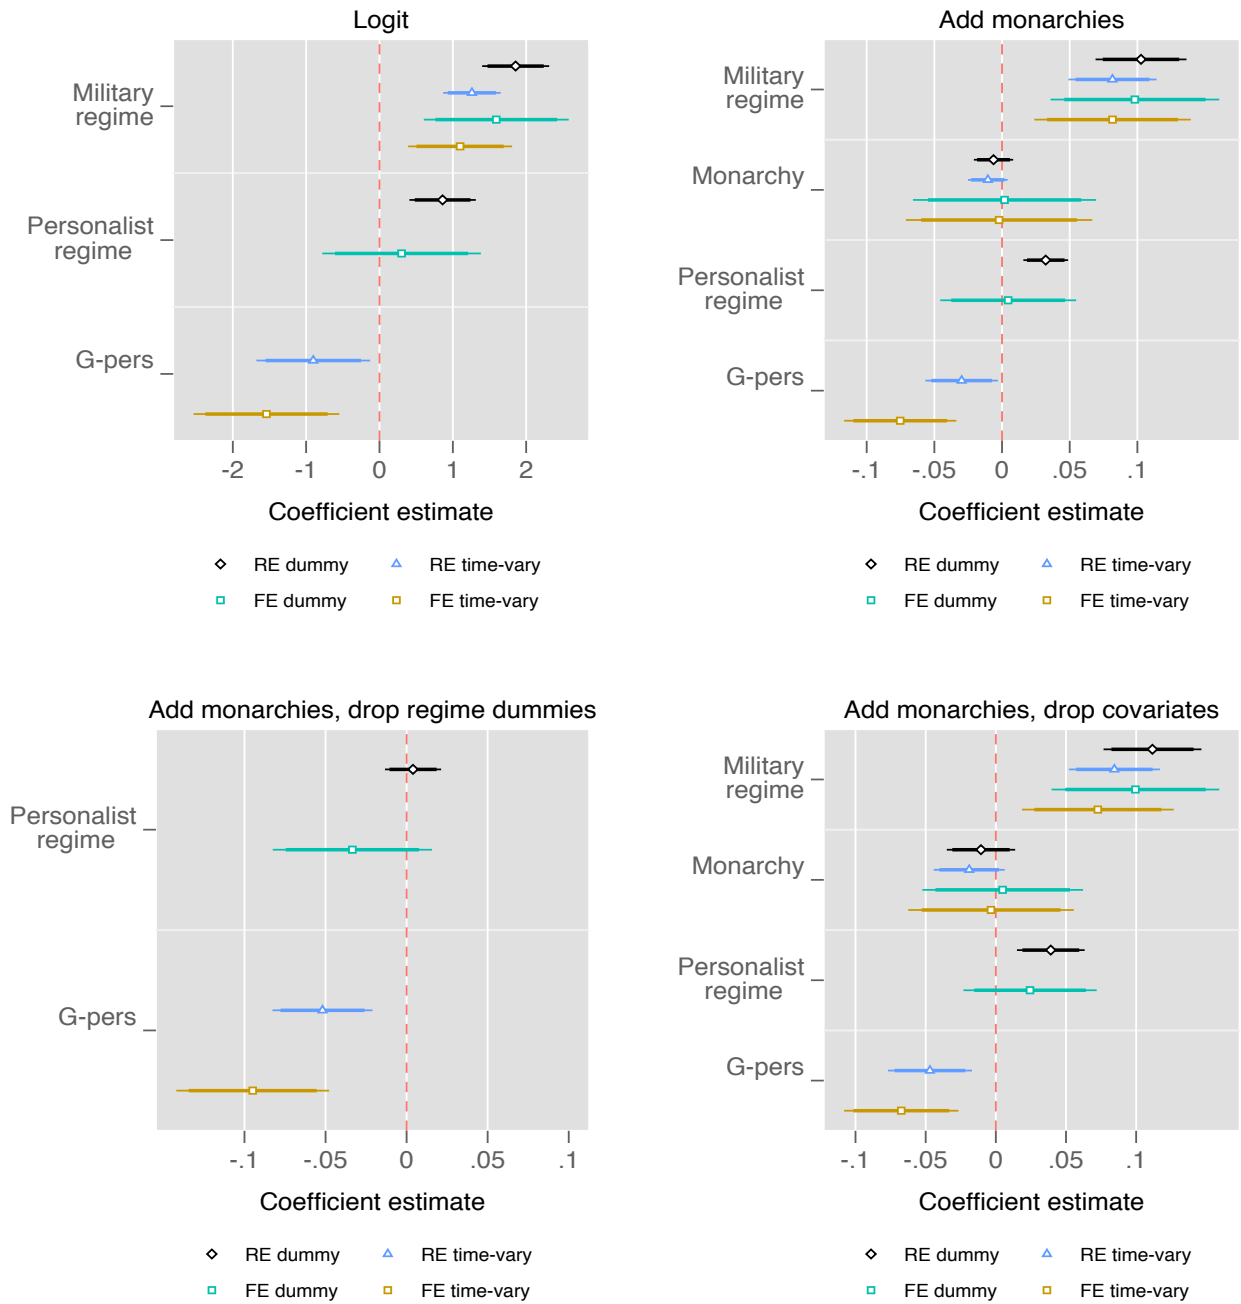 Logit
Military
regime
Personalist
regime
G-pers
-2 -1 0 1 2
Coefficient estimate
RE dummy RE time-vary
FE dummy FE time-vary
Add monarchies
Military
regime
Monarchy
Personalist
regime
G-pers
-.1 -.05 0 .05 .1
Coefficient estimate
RE dummy RE time-vary
FE dummy FE time-vary
Add monarchies, drop regime dummies
Personalist
regime
G-pers
-.1 -.05 0 .05 .1
Coefficient estimate
RE dummy RE time-vary
FE dummy FE time-vary
Add monarchies, drop covariates
Military
regime
Monarchy
Personalist
regime
G-pers
-.1 -.05 0 .05 .1
Coefficient estimate
RE dummy RE time-vary
FE dummy FE time-vary